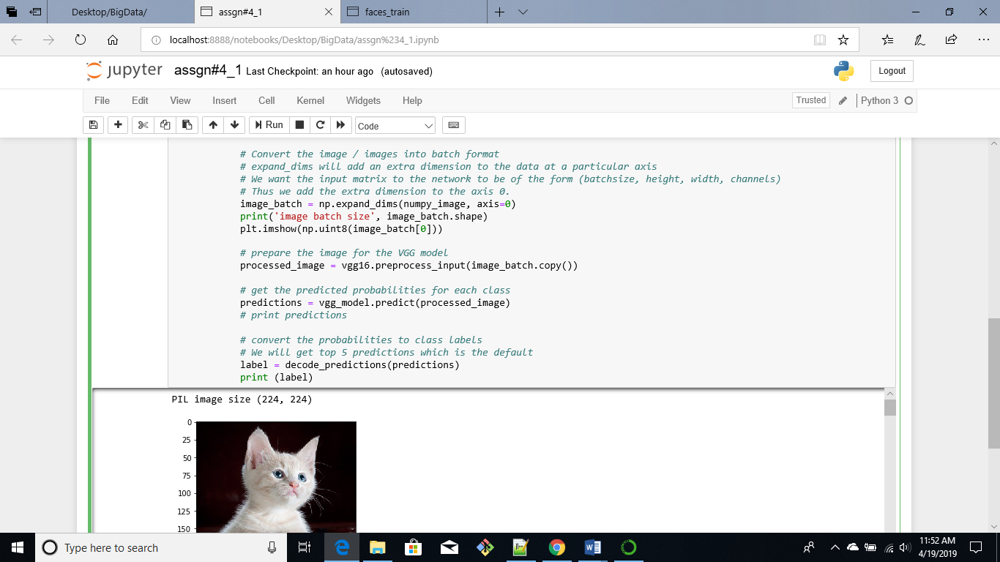 Desktop/BigData/
assgn#4_1
faces_train
localhost:8888/notebooks/Desktop/BigData/assgn%234_1.ipynb
jupyter assgn#4_1 Last Checkpoint: an hour ago (autosaved)
Logout
File Edit View Insert Cell Kernel Widgets Help
Trusted
Python 3
Run
Code
# Convert the image / images into batch format
# expand_dims will add an extra dimension to the data at a particular axis
# We want the input matrix to the network to be of the form (batchsize, height, width, channels)
# Thus we add the extra dimension to the axis 0.
image_batch = np.expand_dims(numpy_image, axis=0)
print('image batch size', image_batch.shape)
plt.imshow(np.uint8(image_batch[0]))
# prepare the image for the VGG model
processed_image = vgg16.preprocess_input(image_batch.copy())
# get the predicted probabilities for each class
predictions = vgg_model.predict(processed_image)
# print predictions
# convert the probabilities to class labels
# We will get top 5 predictions which is the default
label = decode_predictions(predictions)
print (label)
PIL image size (224, 224)
0
25
50
75
100
125
150
Type here to search
11:52 AM
4/19/2019